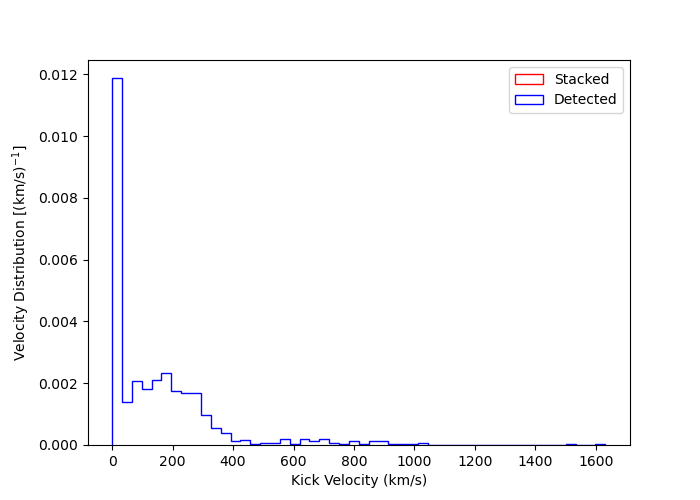 Stacked
Detected
Velocity Distribution [(km/s)⁻¹]
0.012
0.010
0.008
0.006
0.004
0.002
0.000
0 200 400 600 800 1000 1200 1400 1600
Kick Velocity (km/s)